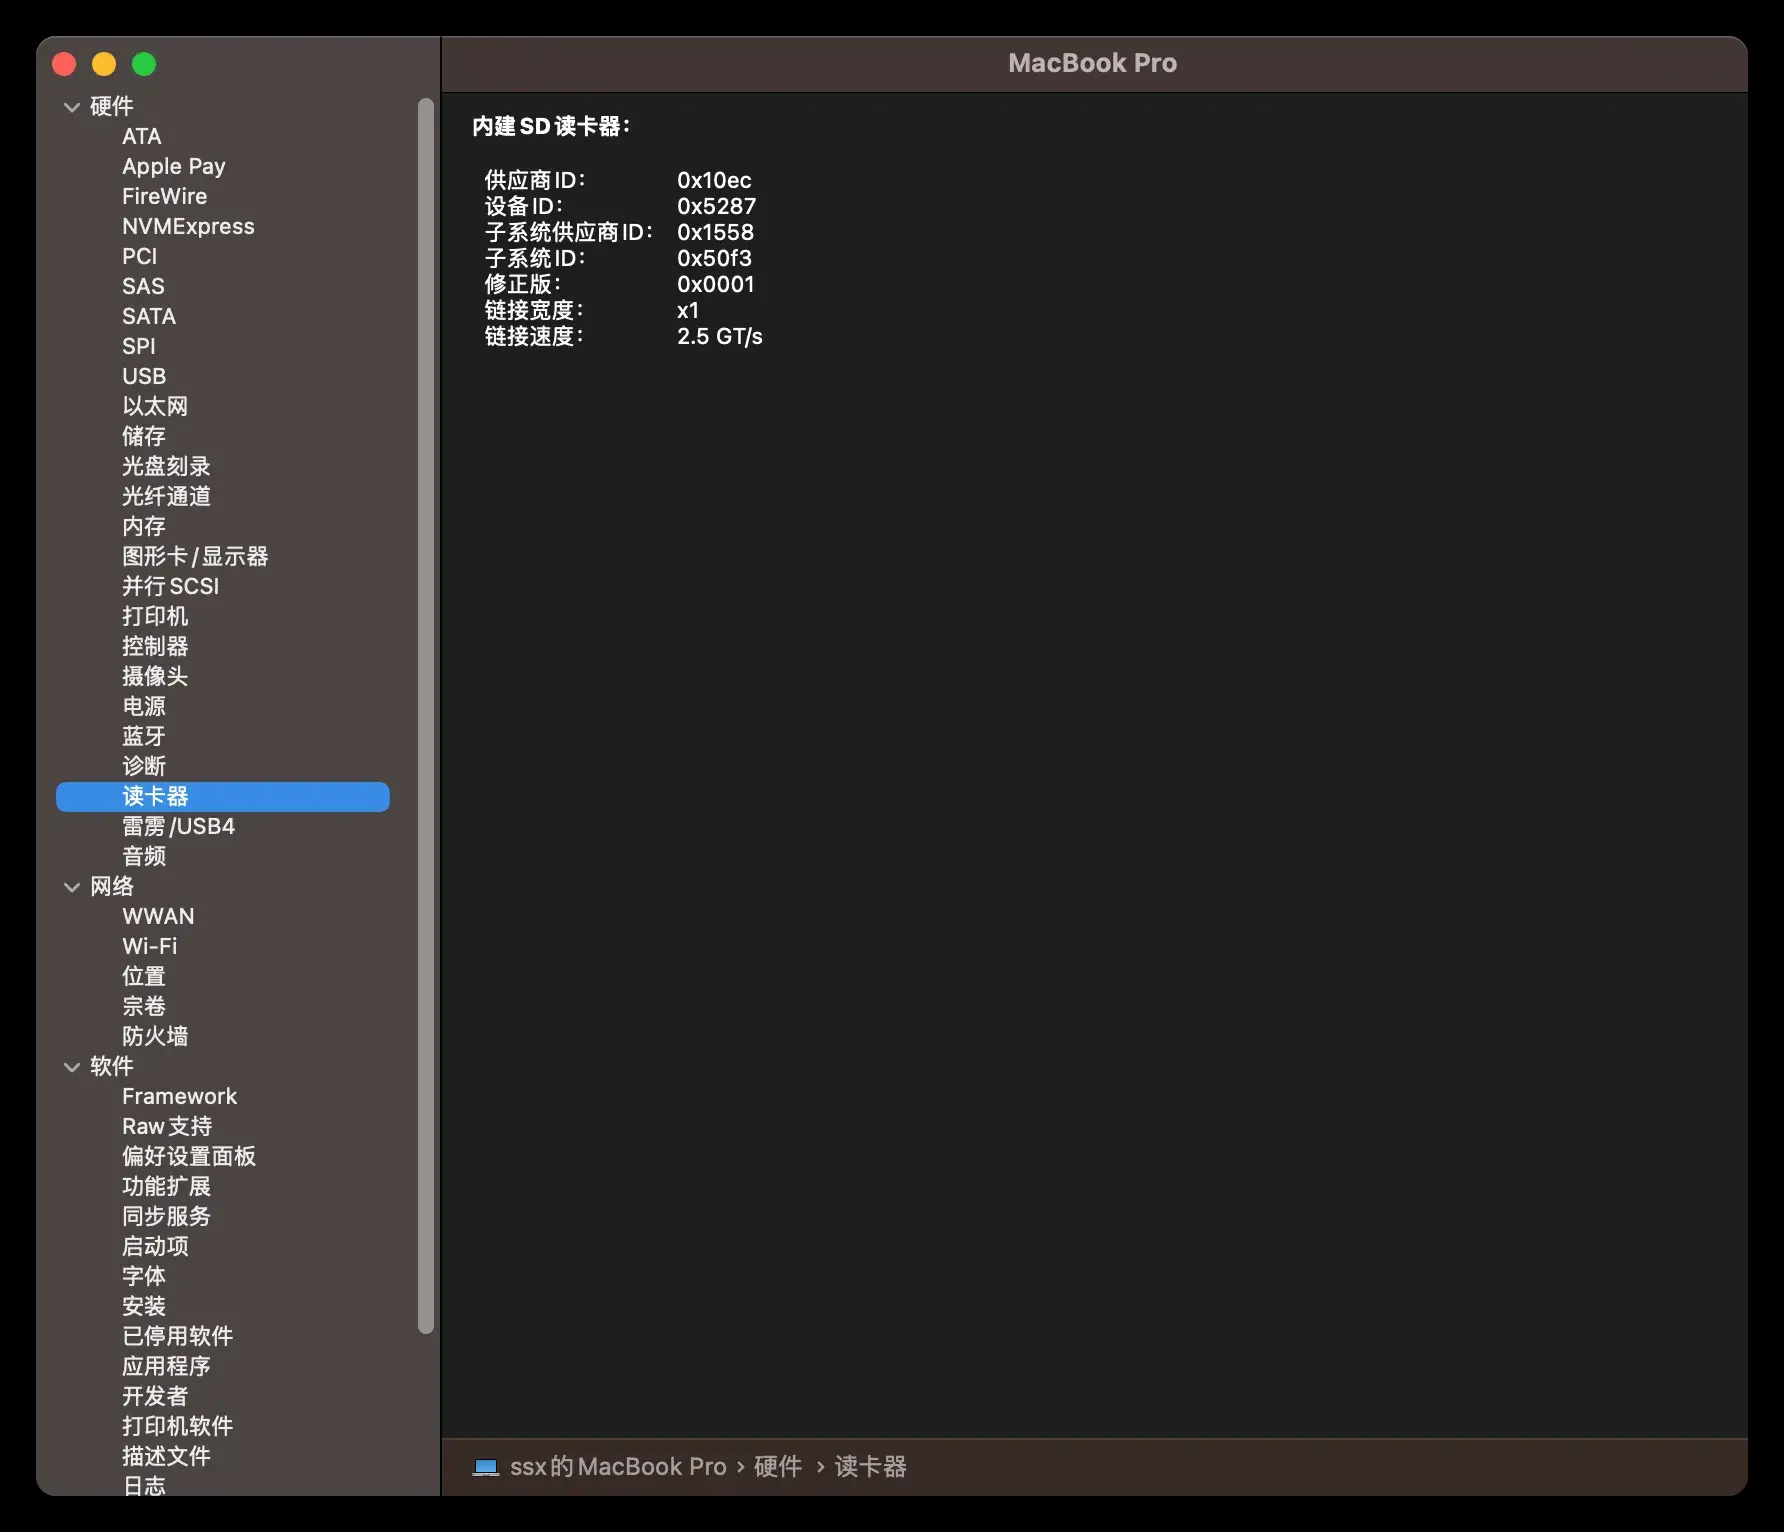 MacBook Pro
硬件
ATA
Apple Pay
FireWire
NVMExpress
PCI
SAS
SATA
SPI
USB
以太网
储存
光盘刻录
光纤通道
内存
图形卡/显示器
并行SCSI
打印机
控制器
摄像头
电源
蓝牙
诊断
读卡器
雷雳/USB4
音频
网络
WWAN
Wi-Fi
位置
宗卷
防火墙
软件
Framework
Raw支持
偏好设置面板
功能扩展
同步服务
启动项
字体
安装
已停用软件
应用程序
开发者
打印机软件
描述文件
日志
内建SD读卡器：
供应商ID： 0x10ec
设备ID： 0x5287
子系统供应商ID： 0x1558
子系统ID： 0x50f3
修正版： 0x0001
链接宽度： x1
链接速度： 2.5 GT/s
ssx的MacBook Pro › 硬件 › 读卡器